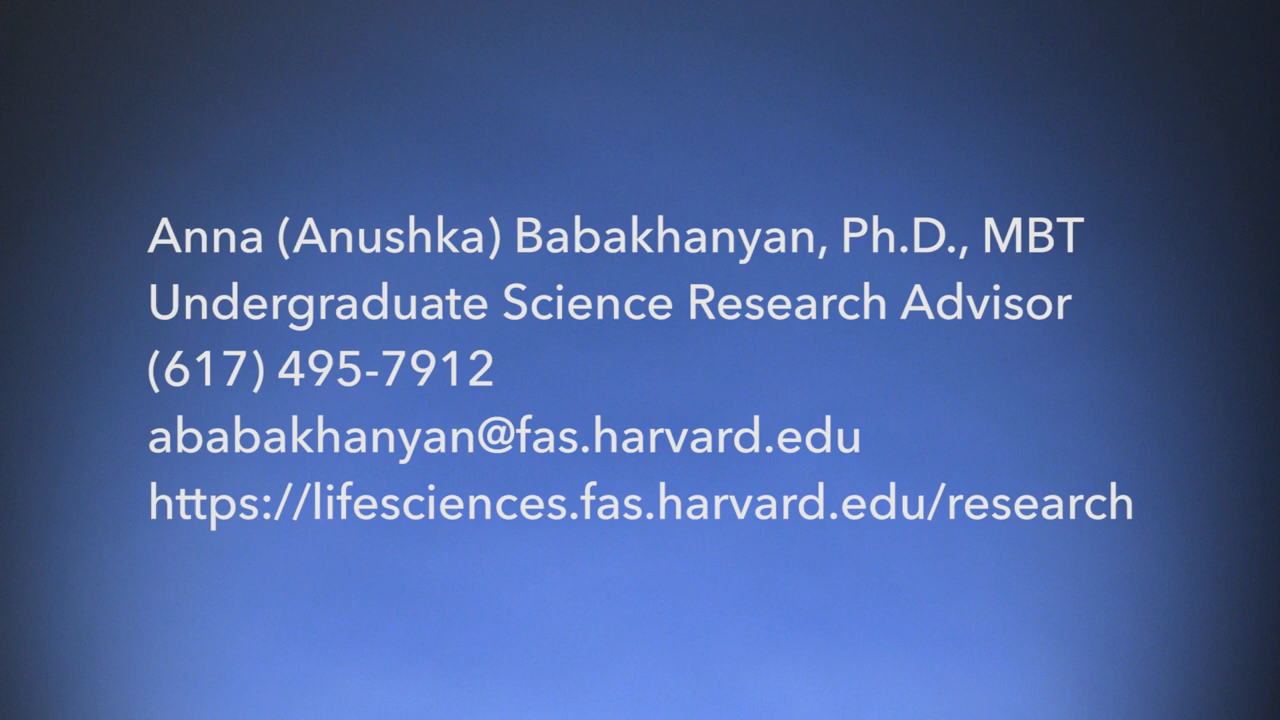 Anna (Anushka) Babakhanyan, Ph.D., MBT
Undergraduate Science Research Advisor
(617) 495-7912
ababakhanyan@fas.harvard.edu
https://lifesciences.fas.harvard.edu/research